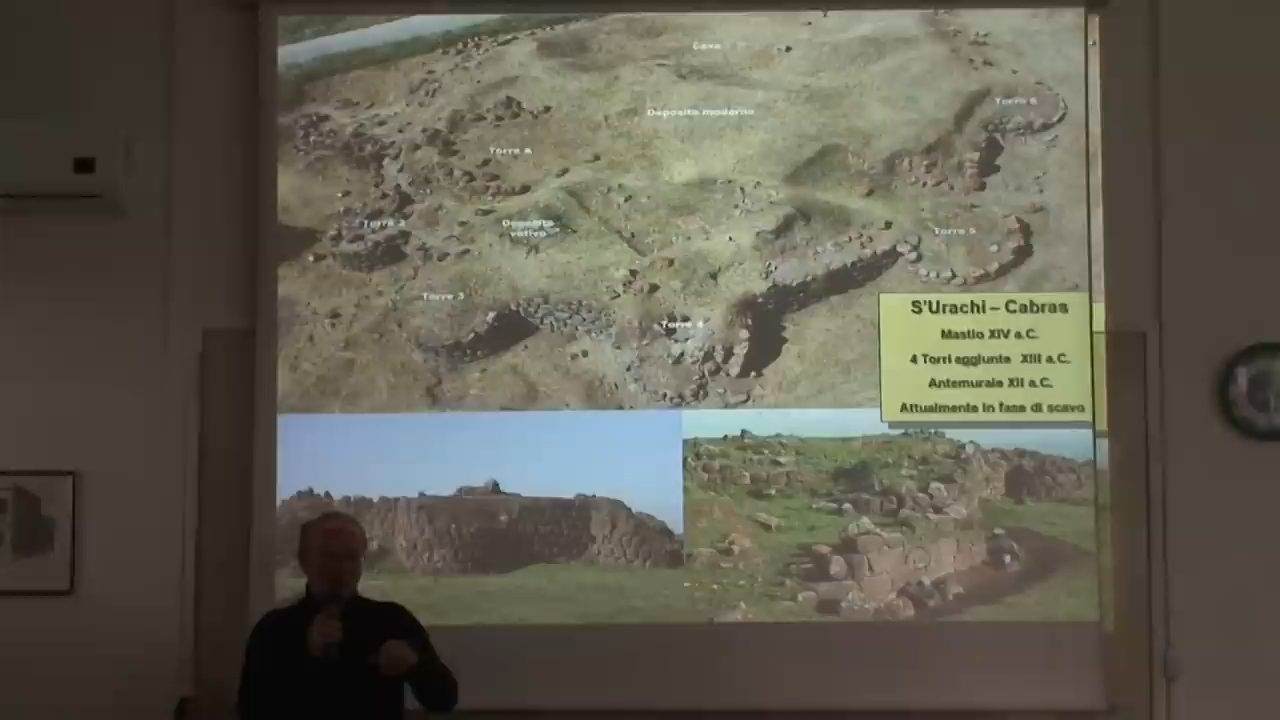 Cava
Torre 6
Deposito moderno
Torre A
Torre 2
Deposito
votivo
Torre 5
Torre 3
Torre 4
S'Urachi – Cabras
Mastio XIV a.C.
4 Torri aggiunte XIII a.C.
Antemurale XII a.C.
Attualmente in fase di scavo